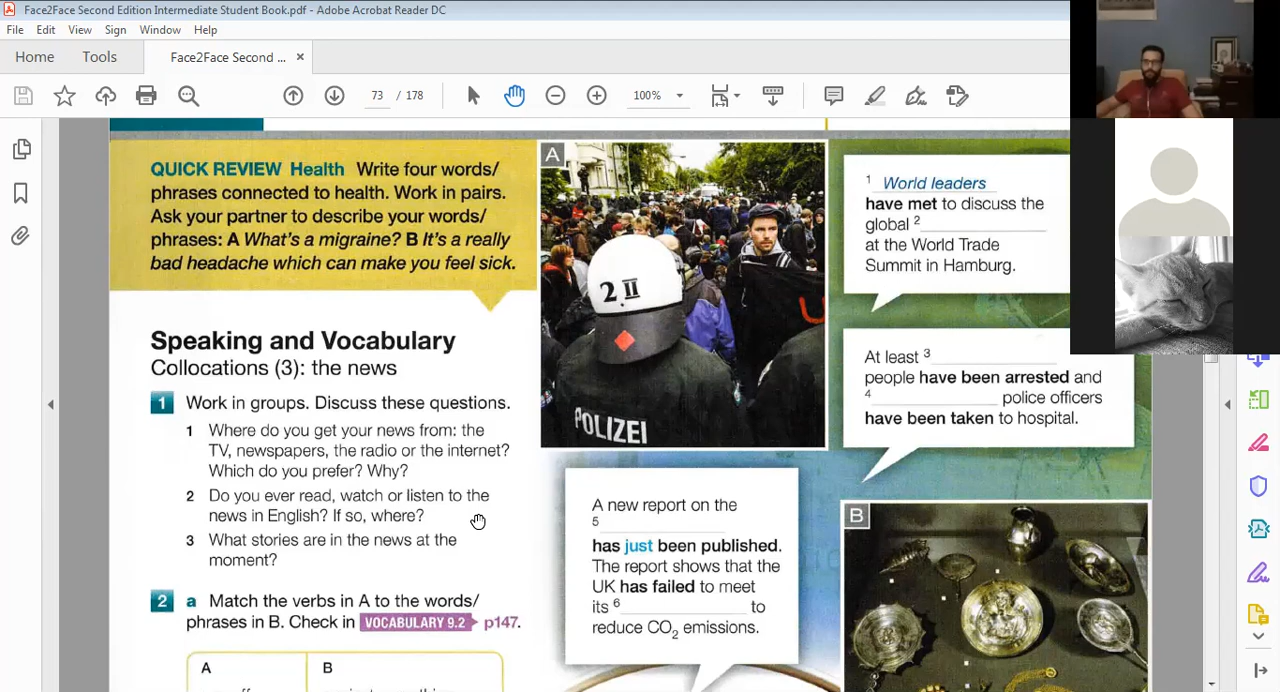 Face2Face Second Edition Intermediate Student Book.pdf - Adobe Acrobat Reader DC
File Edit View Sign Window Help
Home Tools Face2Face Second ... ×
73 / 178 100%
QUICK REVIEW Health Write four words/
phrases connected to health. Work in pairs.
Ask your partner to describe your words/
phrases: A What's a migraine? B It's a really
bad headache which can make you feel sick.
Speaking and Vocabulary
Collocations (3): the news
1 Work in groups. Discuss these questions.
1 Where do you get your news from: the
TV, newspapers, the radio or the internet?
Which do you prefer? Why?
2 Do you ever read, watch or listen to the
news in English? If so, where?
3 What stories are in the news at the
moment?
2 a Match the verbs in A to the words/
phrases in B. Check in VOCABULARY 9.2 p147.
A B
A
2 II
POLIZEI
1 World leaders
have met to discuss the
global 2
at the World Trade
Summit in Hamburg.
At least 3
people have been arrested and
4 police officers
have been taken to hospital.
A new report on the
5
has just been published.
The report shows that the
UK has failed to meet
its 6 to
reduce CO2 emissions.
B